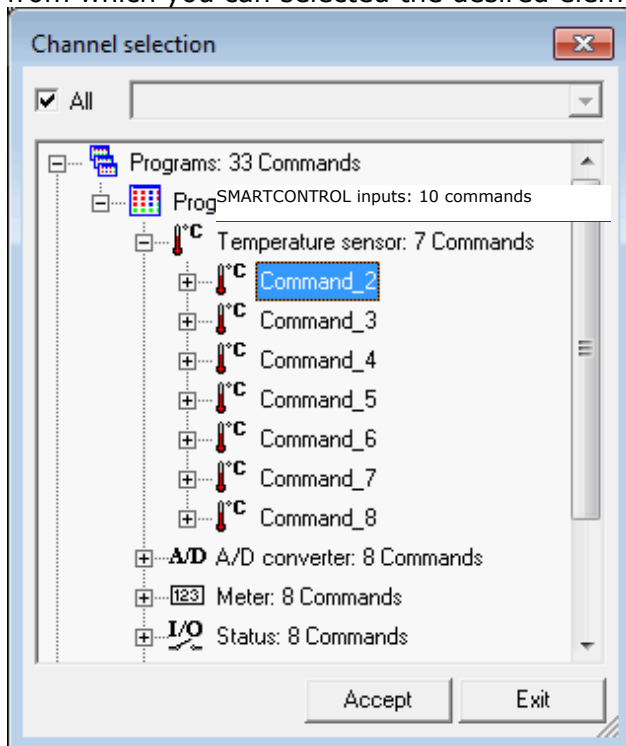 from which you can selected the desired elem
Channel selection
All
Programs: 33 Commands
Prog
SMARTCONTROL inputs: 10 commands
°C Temperature sensor: 7 Commands
°C Command_2
°C Command_3
°C Command_4
°C Command_5
°C Command_6
°C Command_7
°C Command_8
A/D A/D converter: 8 Commands
123 Meter: 8 Commands
I/O Status: 8 Commands
Accept Exit